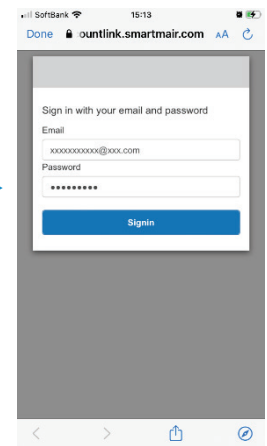 SoftBank 15:13
Done ountlink.smartmair.com AA
Sign in with your email and password
Email
xxxxxxxxxxx@xxx.com
Password
•••••••••
Signin